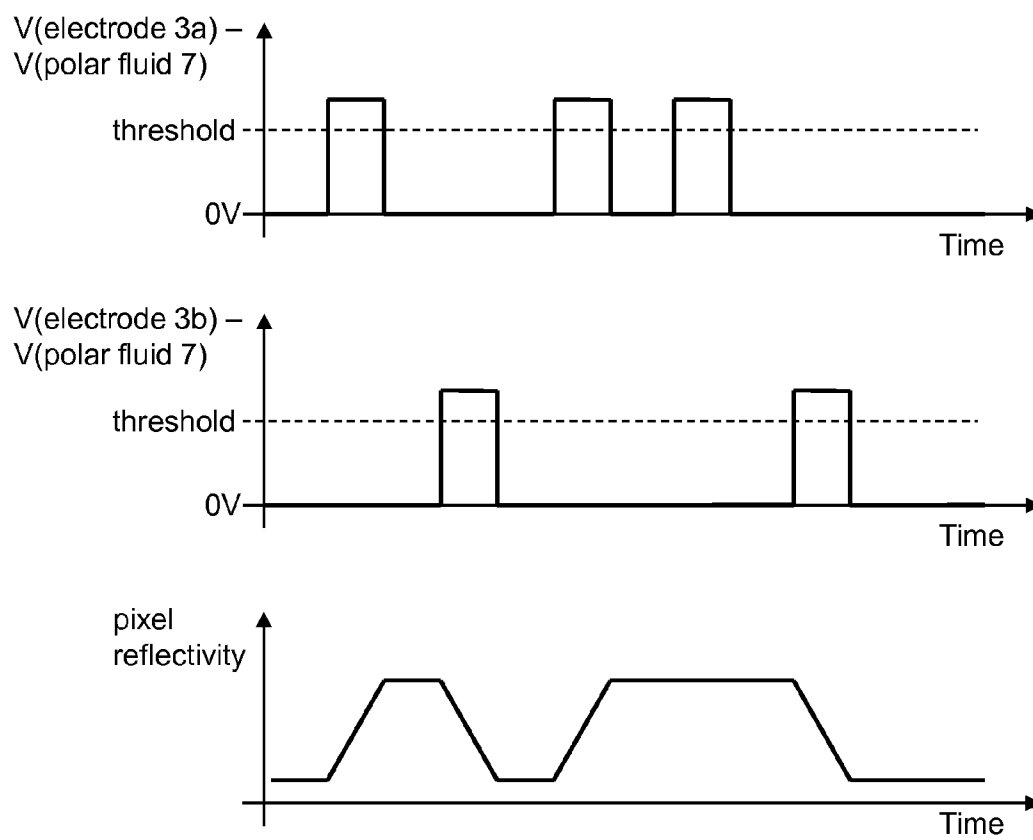 V(electrode 3a) –
V(polar fluid 7)
threshold
0V
Time
V(electrode 3b) –
V(polar fluid 7)
threshold
0V
Time
pixel
reflectivity
Time